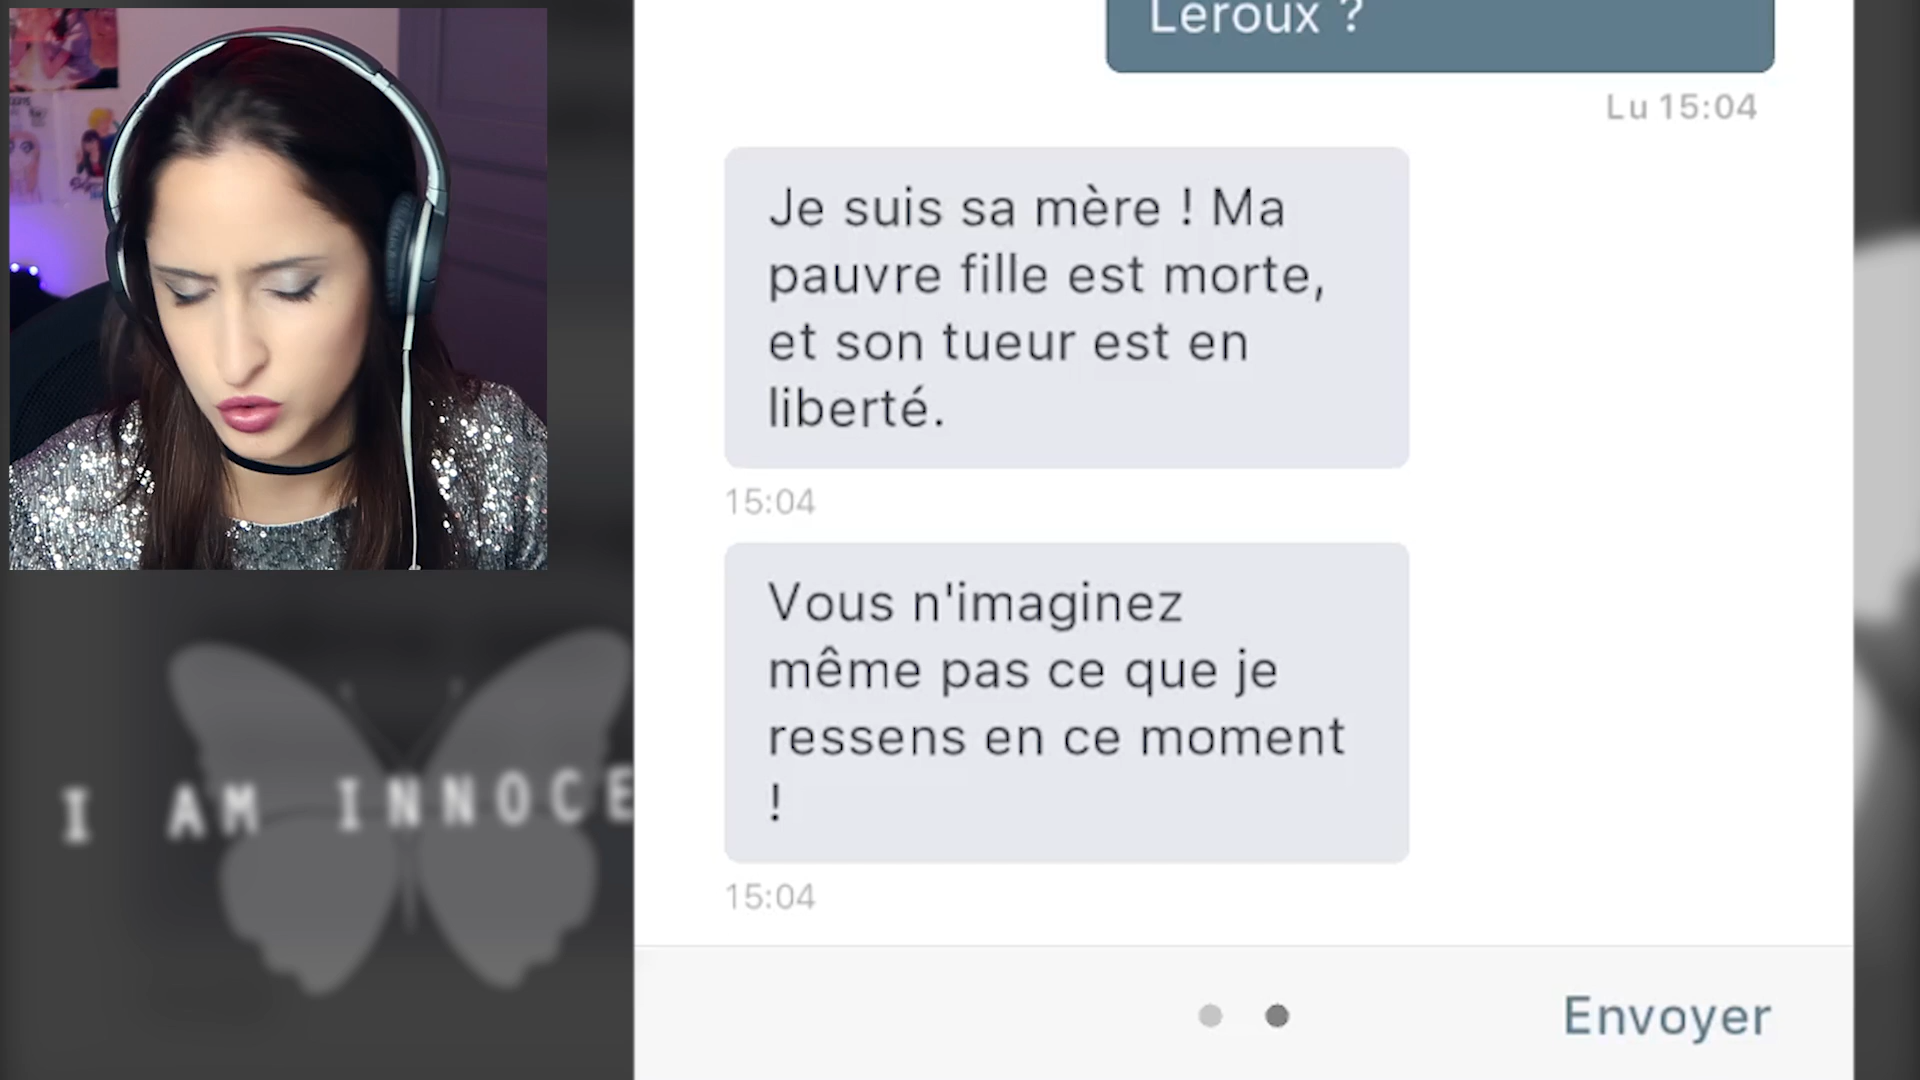 Leroux ?
Lu 15:04
Je suis sa mère ! Ma
pauvre fille est morte,
et son tueur est en
liberté.
15:04
Vous n'imaginez
même pas ce que je
ressens en ce moment
!
15:04
Envoyer
I AM INNOCE